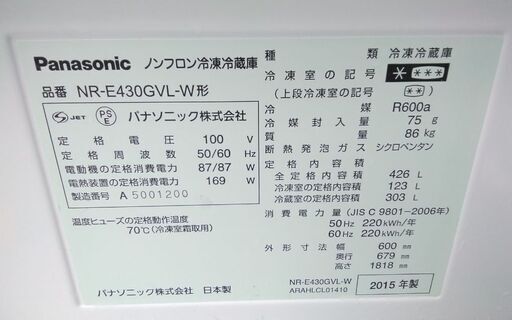 Panasonic ノンフロン冷凍冷蔵庫
品番 NR-E430GVL-W形
S JET PS E パナソニック株式会社
定格電圧 100 V
定格周波数 50/60 Hz
電動機の定格消費電力 87/87 W
電熱装置の定格消費電力 169 W
製造番号 A 5001200
温度ヒューズの定格動作温度
70℃(冷凍室霜取用)
パナソニック株式会社 日本製
種類 冷凍冷蔵庫
冷凍室の記号 * ***
(上段冷凍室の記号 **)
冷媒 R600a
冷媒封入量 75 g
質量 86 kg
断熱発泡ガス シクロペンタン
定格内容積
全定格内容積 426 L
冷凍室の定格内容積 123 L
冷蔵室の定格内容積 303 L
消費電力量 (JIS C 9801-2006年)
50 Hz 220 kWh/年
60 Hz 220 kWh/年
外形寸法 幅 600 mm
奥行 679 mm
高さ 1818 mm
NR-E430GVL-W
ARAHLCL01410
2015 年製